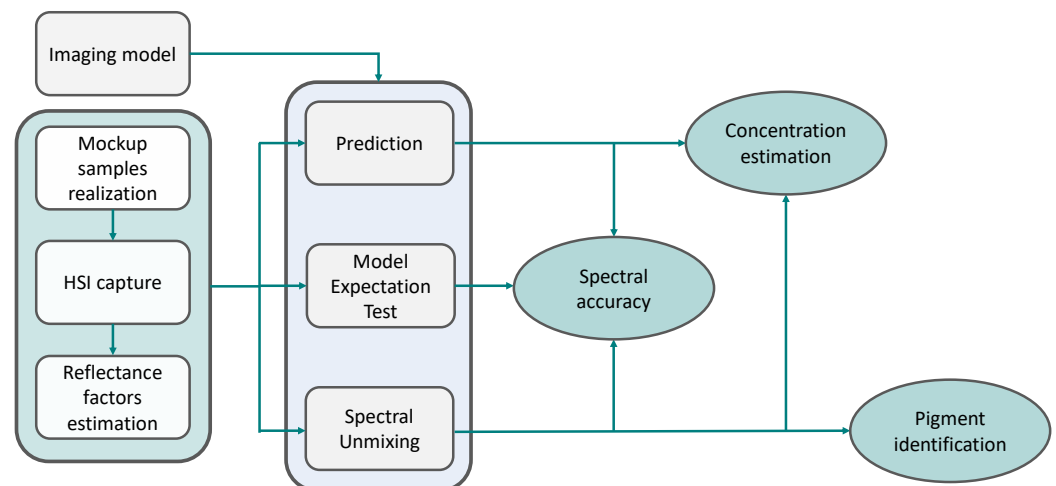 Imaging model
Mockup
samples
realization
HSI capture
Reflectance
factors
estimation
Prediction
Model
Expectation
Test
Spectral
Unmixing
Concentration
estimation
Spectral
accuracy
Pigment
identification